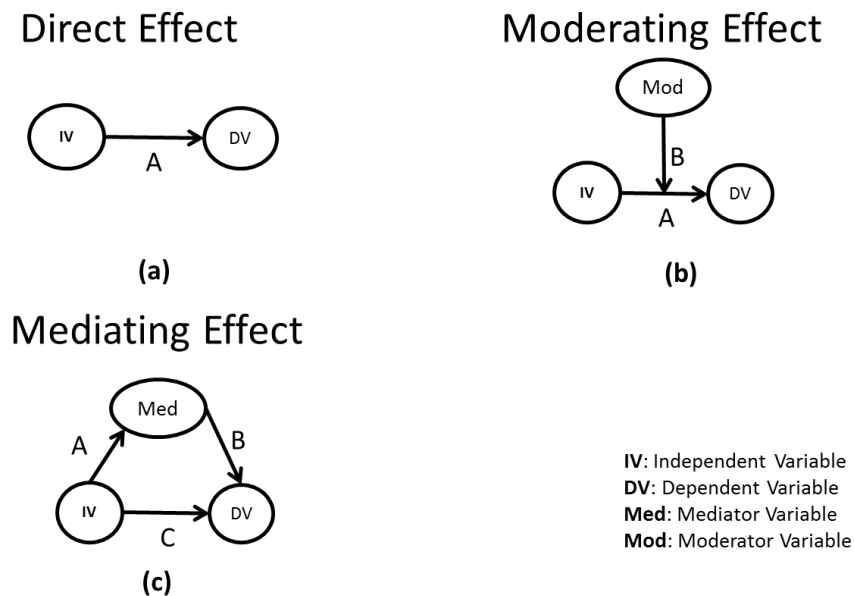 Direct Effect
IV
A
DV
(a)
Moderating Effect
Mod
B
IV
A
DV
(b)
Mediating Effect
Med
A
B
IV
C
DV
(c)
IV: Independent Variable
DV: Dependent Variable
Med: Mediator Variable
Mod: Moderator Variable